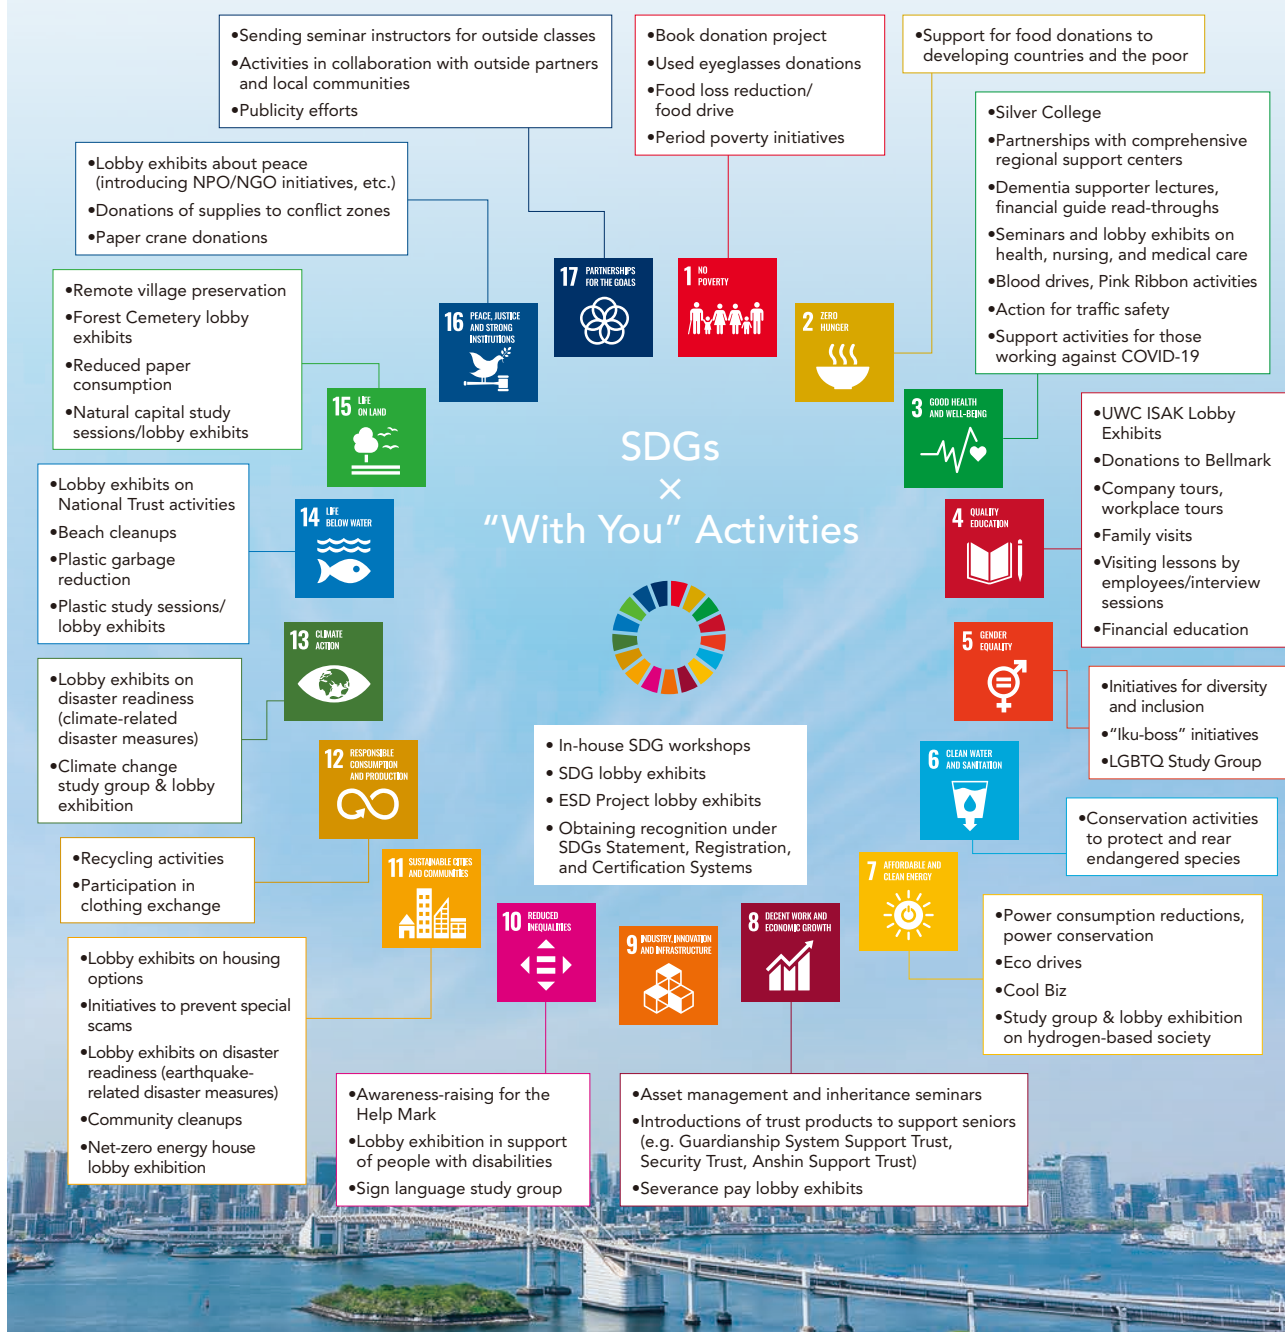 •Sending seminar instructors for outside classes
•Activities in collaboration with outside partners
and local communities
•Publicity efforts
•Book donation project
•Used eyeglasses donations
•Food loss reduction/
food drive
•Period poverty initiatives
•Support for food donations to
developing countries and the poor
•Silver College
•Partnerships with comprehensive
regional support centers
•Dementia supporter lectures,
financial guide read-throughs
•Seminars and lobby exhibits on
health, nursing, and medical care
•Blood drives, Pink Ribbon activities
•Action for traffic safety
•Support activities for those
working against COVID-19
•Lobby exhibits about peace
(introducing NPO/NGO initiatives, etc.)
•Donations of supplies to conflict zones
•Paper crane donations
17 PARTNERSHIPS
FOR THE GOALS
1 NO
POVERTY
16 PEACE, JUSTICE
AND STRONG
INSTITUTIONS
2 ZERO
HUNGER
•Remote village preservation
•Forest Cemetery lobby
exhibits
•Reduced paper
consumption
•Natural capital study
sessions/lobby exhibits
15 LIFE
ON LAND
3 GOOD HEALTH
AND WELL-BEING
SDGs
×
“With You” Activities
•UWC ISAK Lobby
Exhibits
•Donations to Bellmark
•Company tours,
workplace tours
•Family visits
•Visiting lessons by
employees/interview
sessions
•Financial education
•Lobby exhibits on
National Trust activities
•Beach cleanups
•Plastic garbage
reduction
•Plastic study sessions/
lobby exhibits
14 LIFE
BELOW WATER
4 QUALITY
EDUCATION
13 CLIMATE
ACTION
5 GENDER
EQUALITY
•Lobby exhibits on
disaster readiness
(climate-related
disaster measures)
•Climate change
study group & lobby
exhibition
•Initiatives for diversity
and inclusion
•“Iku-boss” initiatives
•LGBTQ Study Group
12 RESPONSIBLE
CONSUMPTION
AND PRODUCTION
• In-house SDG workshops
• SDG lobby exhibits
• ESD Project lobby exhibits
• Obtaining recognition under
SDGs Statement, Registration,
and Certification Systems
6 CLEAN WATER
AND SANITATION
•Conservation activities
to protect and rear
endangered species
•Recycling activities
•Participation in
clothing exchange
11 SUSTAINABLE CITIES
AND COMMUNITIES
7 AFFORDABLE AND
CLEAN ENERGY
10 REDUCED
INEQUALITIES
9 INDUSTRY, INNOVATION
AND INFRASTRUCTURE
8 DECENT WORK AND
ECONOMIC GROWTH
•Power consumption reductions,
power conservation
•Eco drives
•Cool Biz
•Study group & lobby exhibition
on hydrogen-based society
•Lobby exhibits on housing
options
•Initiatives to prevent special
scams
•Lobby exhibits on disaster
readiness (earthquake-
related disaster measures)
•Community cleanups
•Net-zero energy house
lobby exhibition
•Awareness-raising for the
Help Mark
•Lobby exhibition in support
of people with disabilities
•Sign language study group
•Asset management and inheritance seminars
•Introductions of trust products to support seniors
(e.g. Guardianship System Support Trust,
Security Trust, Anshin Support Trust)
•Severance pay lobby exhibits